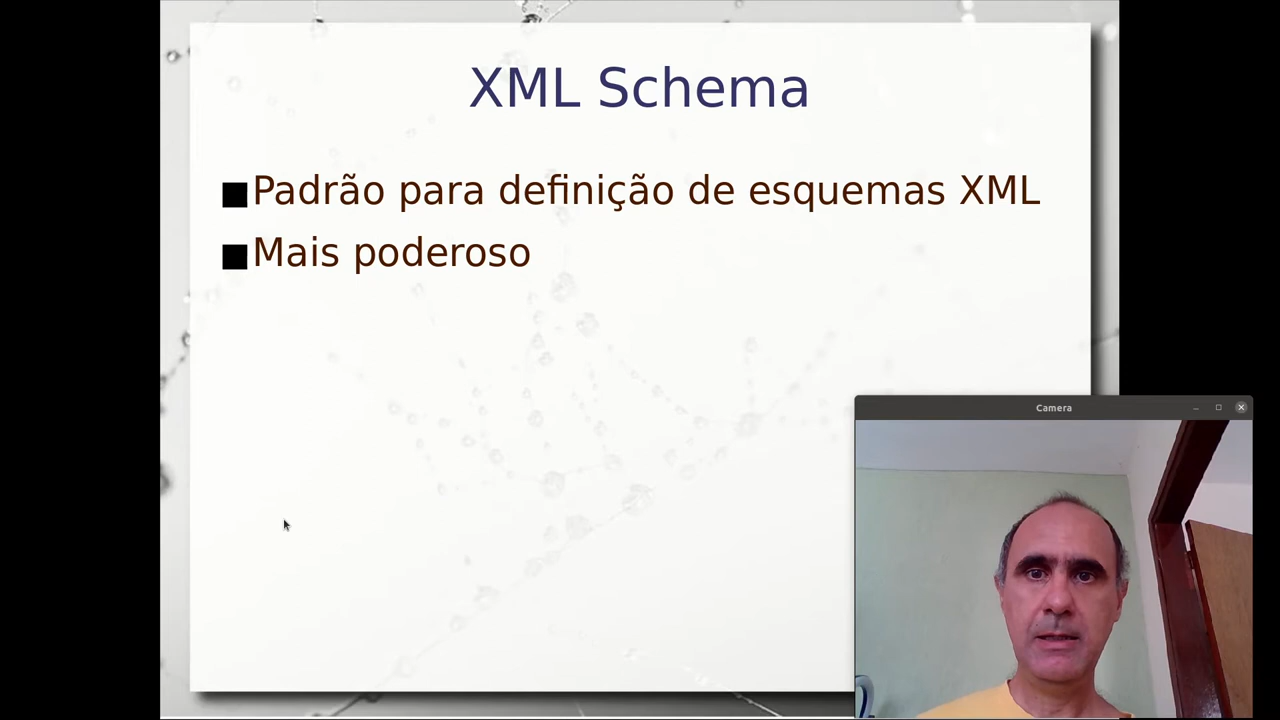 XML Schema
Padrão para definição de esquemas XML
Mais poderoso
Camera